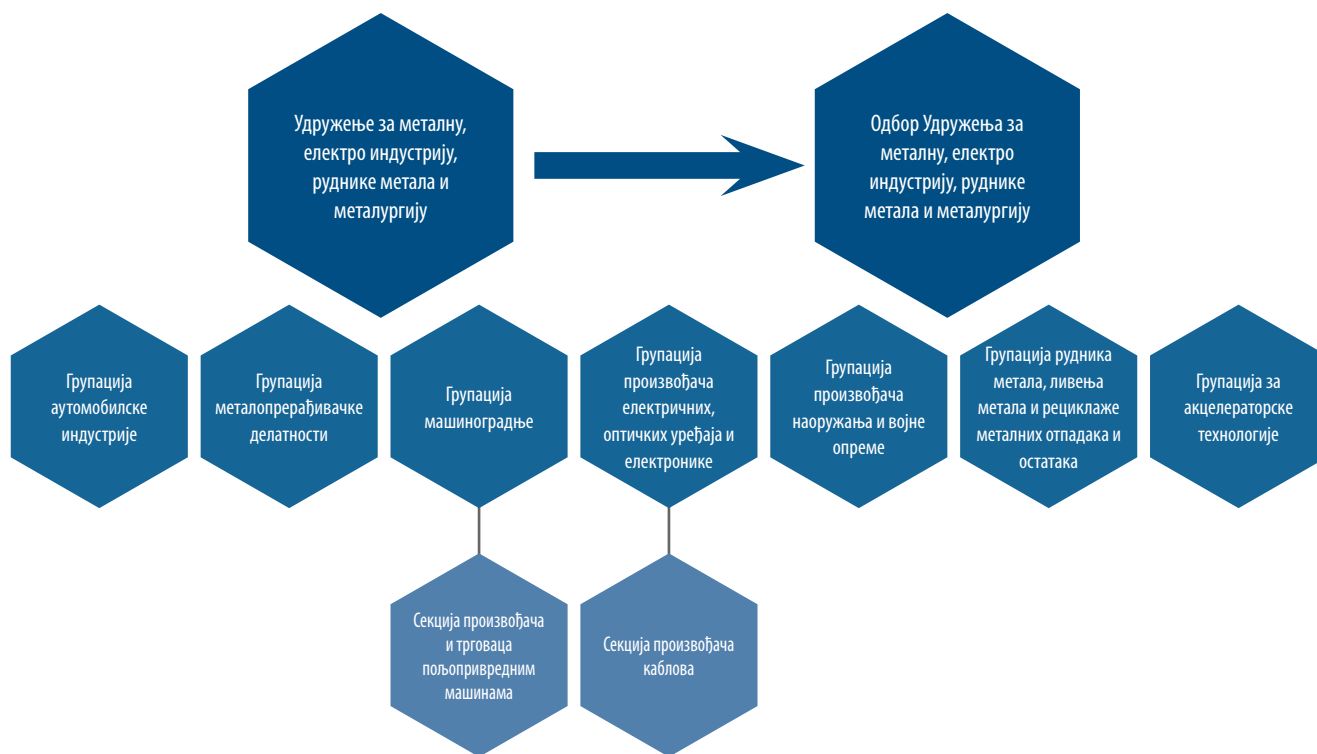 Удружење за металну,
електро индустрију,
руднике метала и
металургију
Одбор Удружења за
металну, електро
индустрију, руднике
метала и металургију
Групација
аутомобилске
индустрије
Групација
металопрерађивачке
делатности
Групација
машиноградње
Групација
произвођача
електричних,
оптичких уређаја и
електронике
Групација
произвођача
наоружања и војне
опреме
Групација рудника
метала, ливења
метала и рециклаже
металних отпадака и
остатака
Групација за
акцелераторске
технологије
Секција произвођача
и трговаца
пољопривредним
машинама
Секција произвођача
каблова